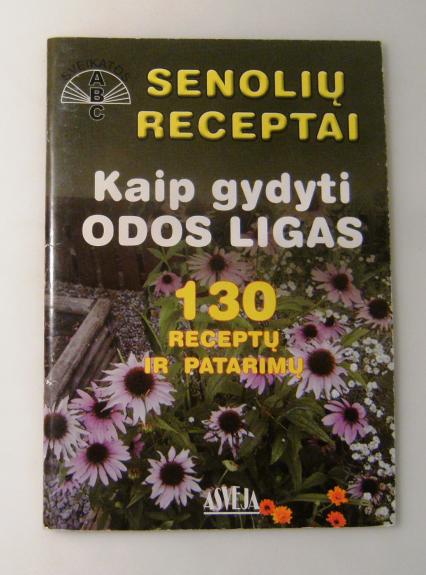 SVEIKATOS
ABC
SENOLIŲ
RECEPTAI
Kaip gydyti
ODOS LIGAS
130
RECEPTŲ
IR PATARIMŲ
ASVEJA